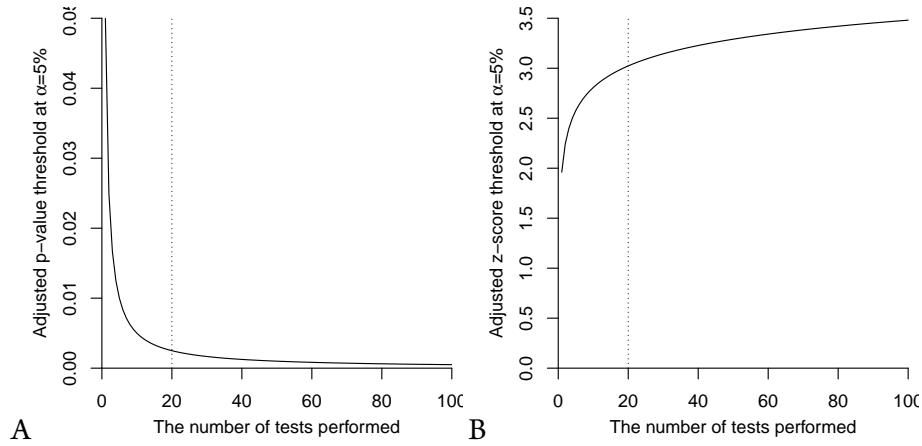 Adjusted p−value threshold at α=5%
0.05
0.04
0.03
0.02
0.01
0.00
0 20 40 60 80 100
The number of tests performed
A
Adjusted z−score threshold at α=5%
3.5
3.0
2.5
2.0
1.5
1.0
0.5
0.0
0 20 40 60 80 100
The number of tests performed
B